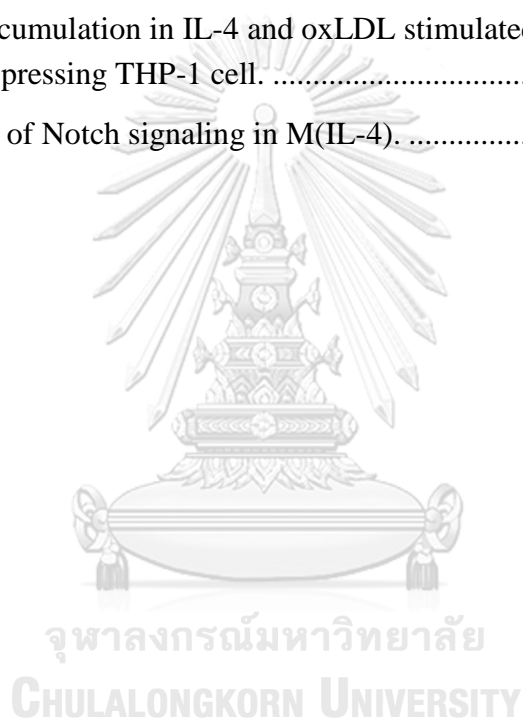 cumulation in IL-4 and oxLDL stimulated
pressing THP-1 cell. ................................
of Notch signaling in M(IL-4). ...............
จุฬาลงกรณ์มหาวิทยาลัย
CHULALONGKORN UNIVERSITY